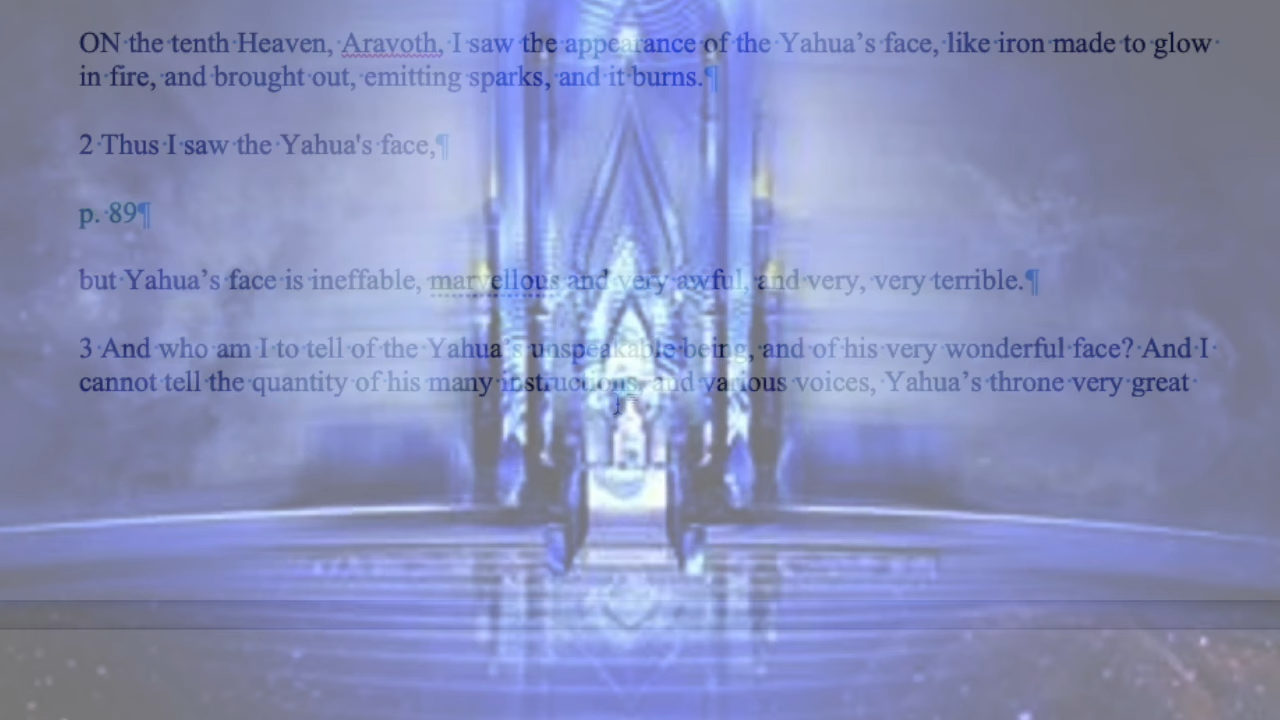 ON the tenth Heaven, Aravoth, I saw the appearance of the Yahua’s face, like iron made to glow
in fire, and brought out, emitting sparks, and it burns.¶
2 Thus I saw the Yahua's face,¶
p. 89¶
but Yahua’s face is ineffable, marvellous and very awful, and very, very terrible.¶
3 And who am I to tell of the Yahua’s unspeakable being, and of his very wonderful face? And I
cannot tell the quantity of his many instructions, and various voices, Yahua’s throne very great